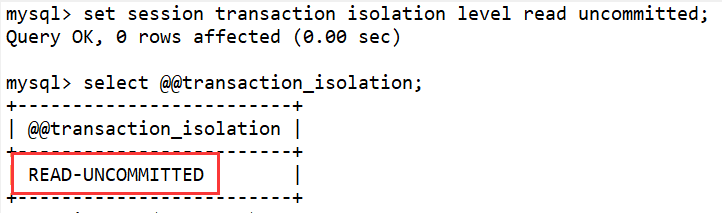 mysql> set session transaction isolation level read uncommitted;
Query OK, 0 rows affected (0.00 sec)
mysql> select @@transaction_isolation;
+-------------------------+
| @@transaction_isolation |
+-------------------------+
| READ-UNCOMMITTED        |
+-------------------------+